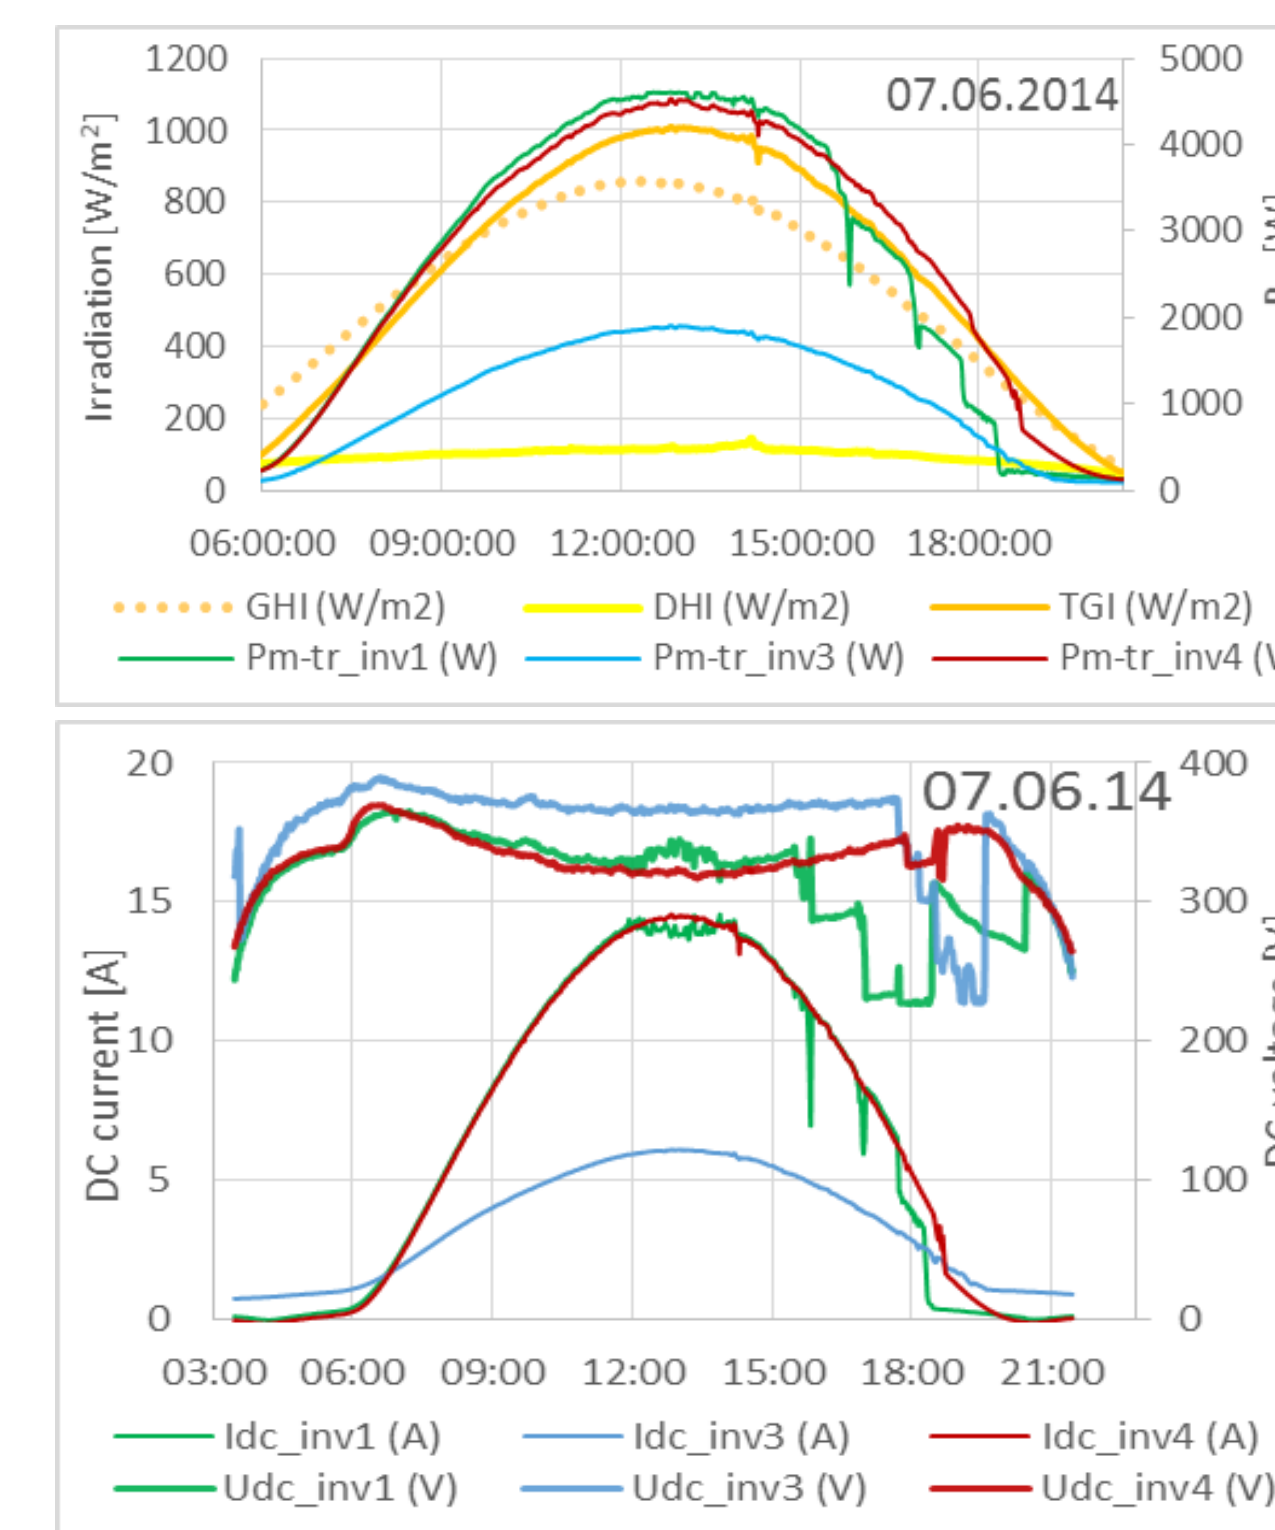 1200
5000
07.06.2014
1000
4000
800
3000
600
2000
400
1000
200
0
0
Irradiation [W/m²]
[W]
06:00:00 09:00:00 12:00:00 15:00:00 18:00:00
GHI (W/m2) DHI (W/m2) TGI (W/m2)
Pm-tr_inv1 (W) Pm-tr_inv3 (W) Pm-tr_inv4
20
400
07.06.14
15
300
10
200
5
100
0
0
DC current [A]
DC voltage
03:00 06:00 09:00 12:00 15:00 18:00 21:00
Idc_inv1 (A) Idc_inv3 (A) Idc_inv4 (A)
Udc_inv1 (V) Udc_inv3 (V) Udc_inv4 (V)